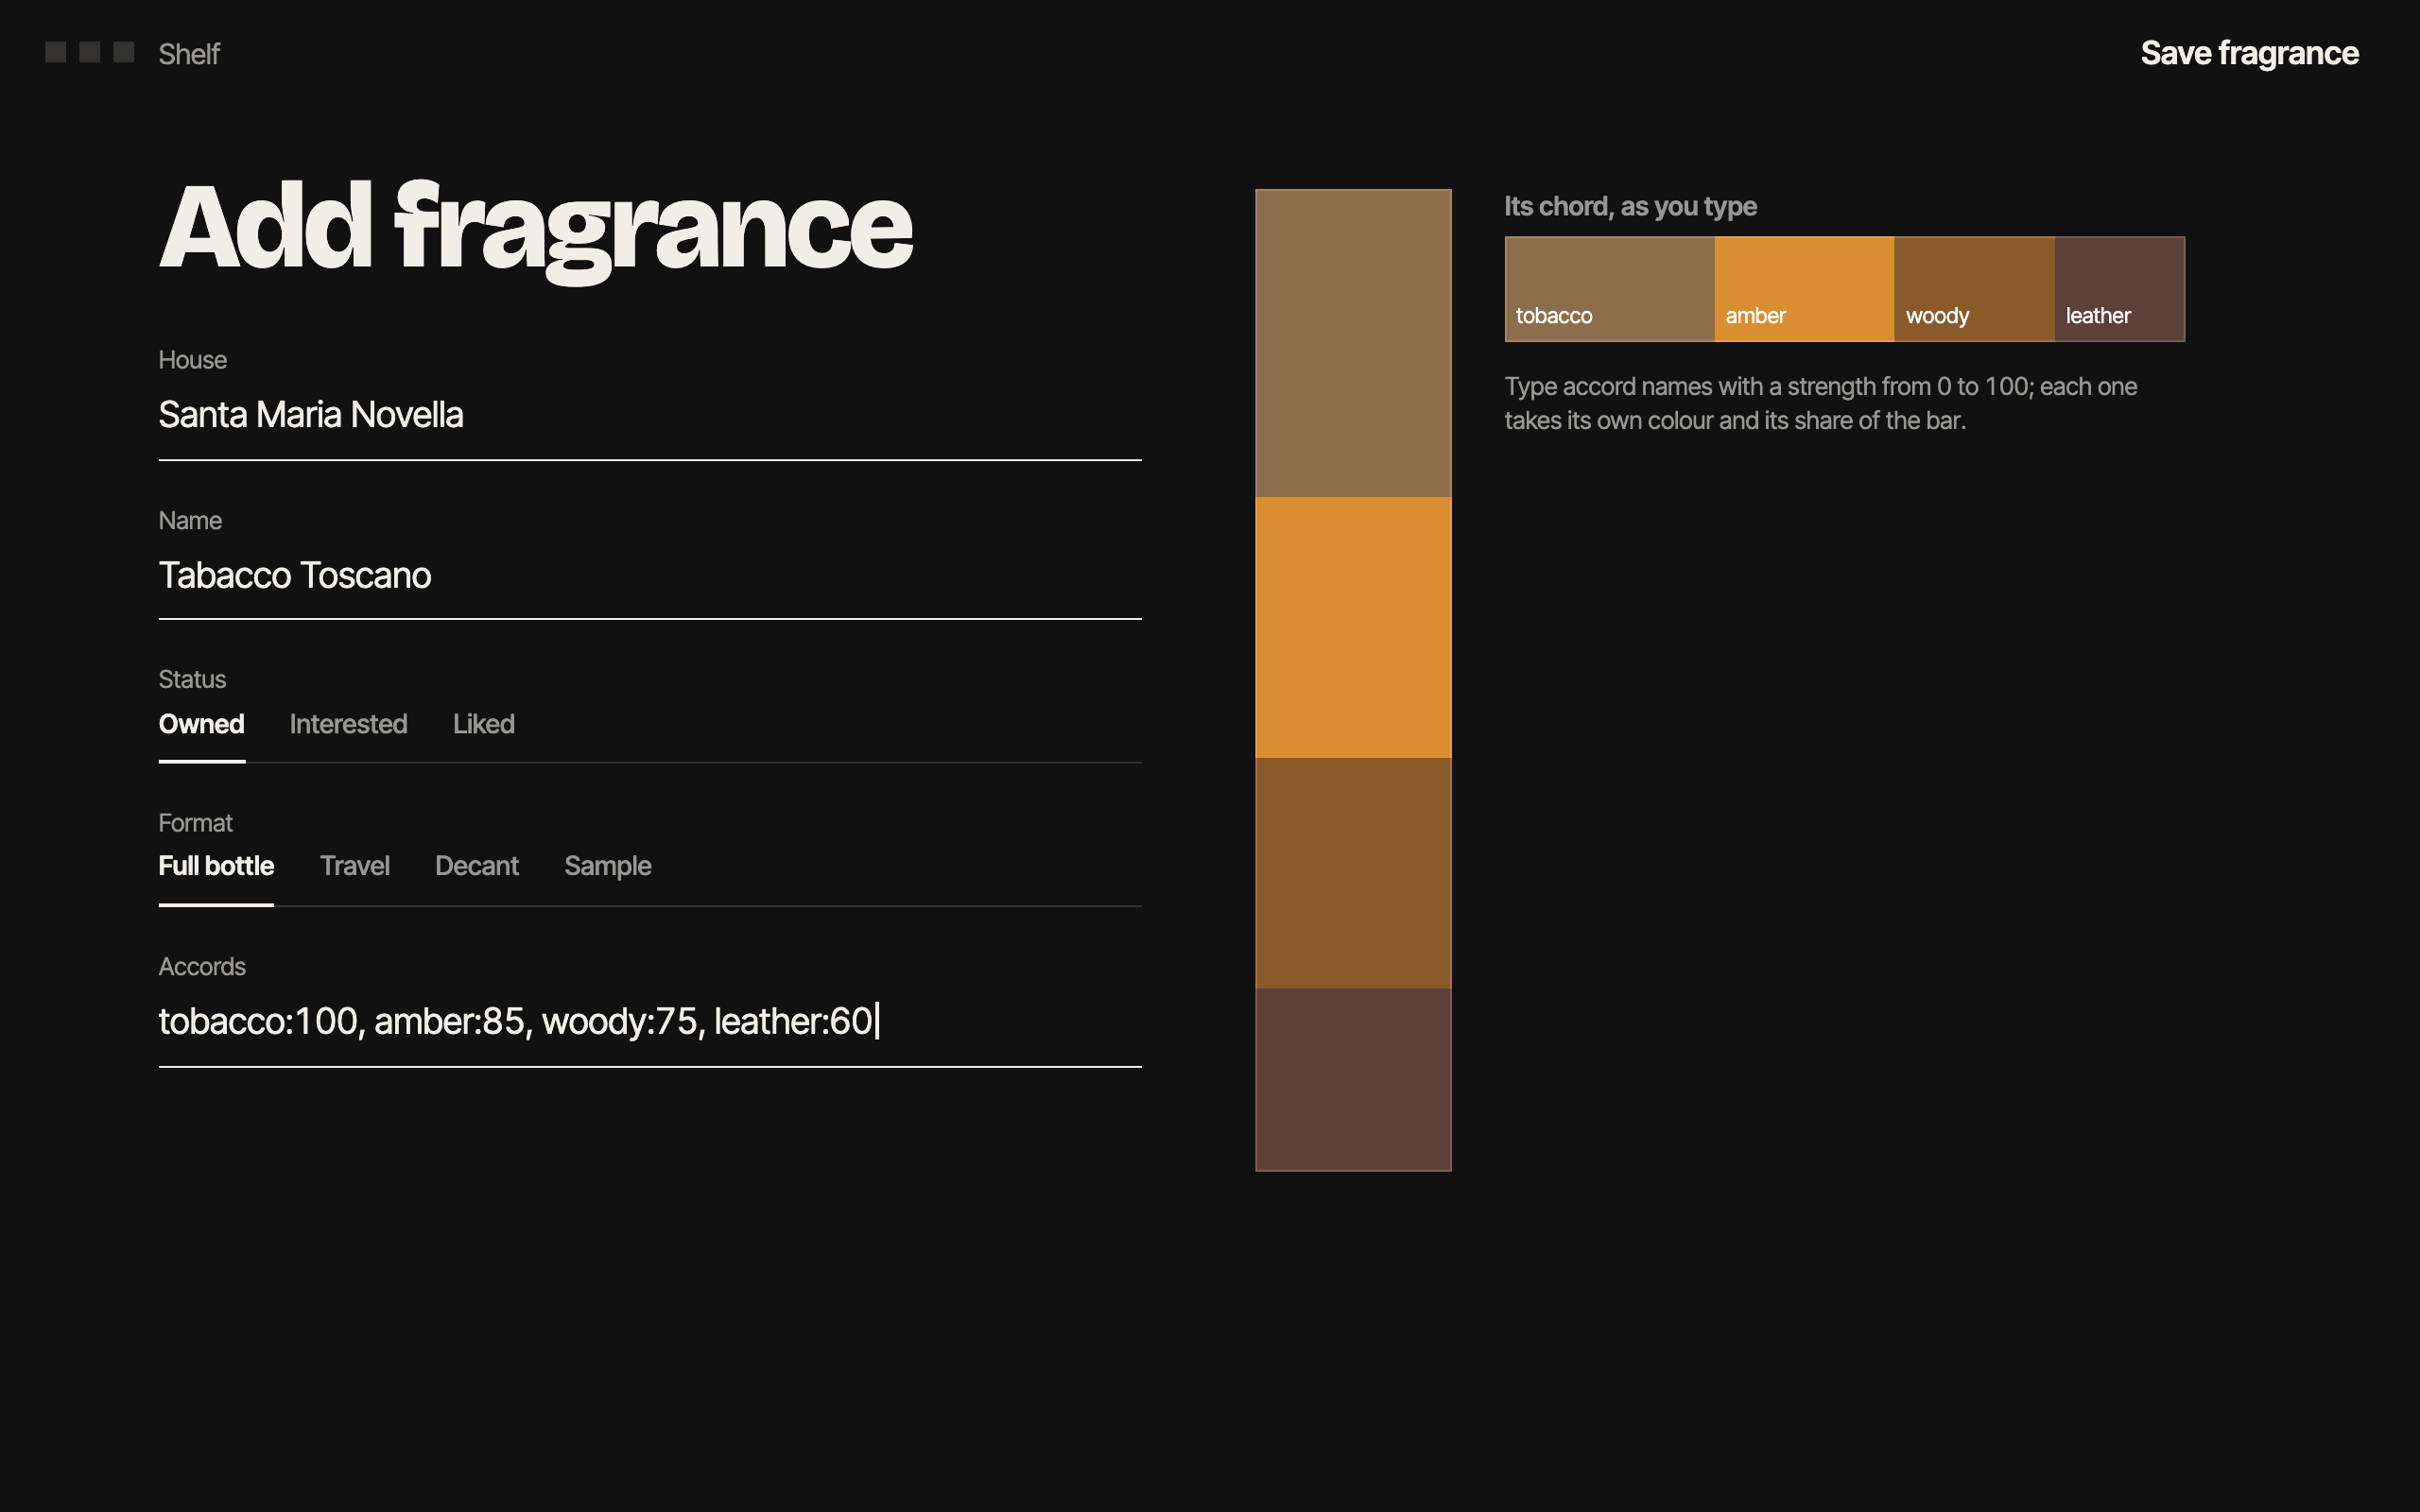 Shelf
Save fragrance
Add fragrance
House
Santa Maria Novella
Name
Tabacco Toscano
Status
Owned Interested Liked
Format
Full bottle Travel Decant Sample
Accords
tobacco:100, amber:85, woody:75, leather:60
Its chord, as you type
tobacco amber woody leather
Type accord names with a strength from 0 to 100; each one
takes its own colour and its share of the bar.